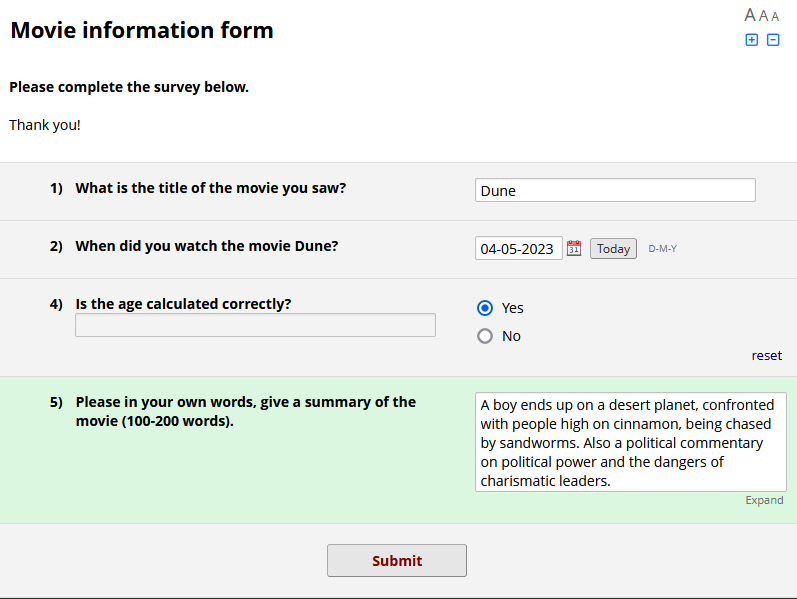 Movie information form
A A A
Please complete the survey below.
Thank you!
1) What is the title of the movie you saw?
Dune
2) When did you watch the movie Dune?
04-05-2023 31 Today D-M-Y
4) Is the age calculated correctly?
Yes
No
reset
5) Please in your own words, give a summary of the
movie (100-200 words).
A boy ends up on a desert planet, confronted
with people high on cinnamon, being chased
by sandworms. Also a political commentary
on political power and the dangers of
charismatic leaders.
Expand
Submit